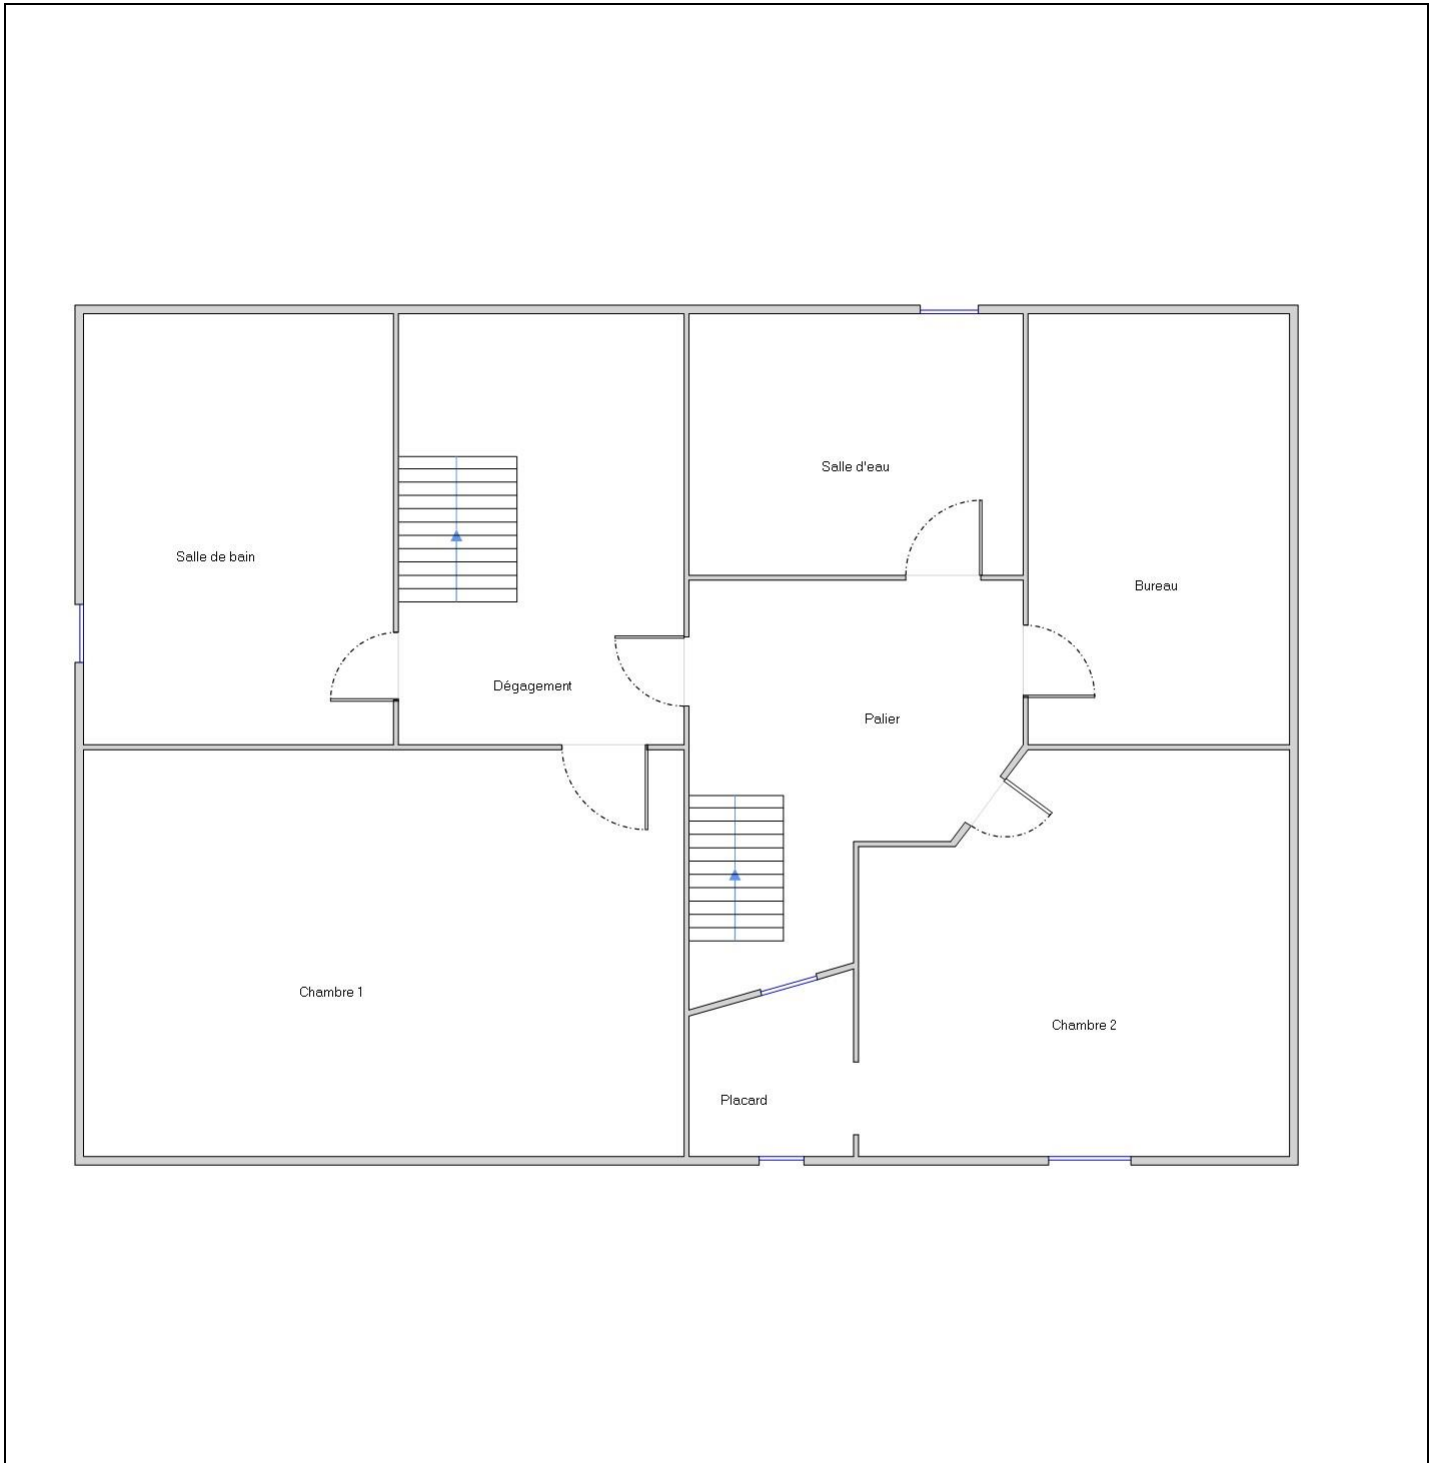 Salle d'eau
Salle de bain
Bureau
Dégagement
Palier
Chambre 1
Chambre 2
Placard